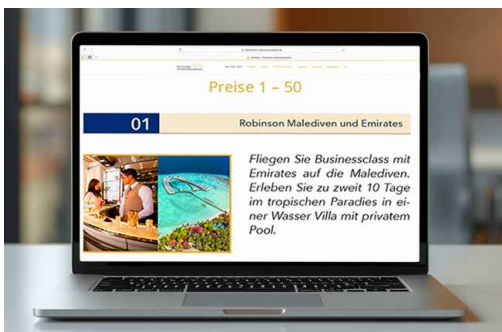 Preise 1 – 50
01 Robinson Malediven und Emirates
Fliegen Sie Businessclass mit
Emirates auf die Malediven.
Erleben Sie zu zweit 10 Tage
im tropischen Paradies in ei-
ner Wasser Villa mit privatem
Pool.